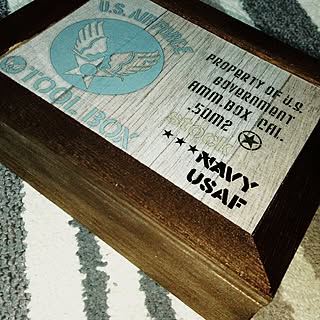 U.S. AIR FORCE
TOOL BOX
PROPERTY OF U.S.
Government
AMM.BOX CAL.
.50M2
NAVY
USAF